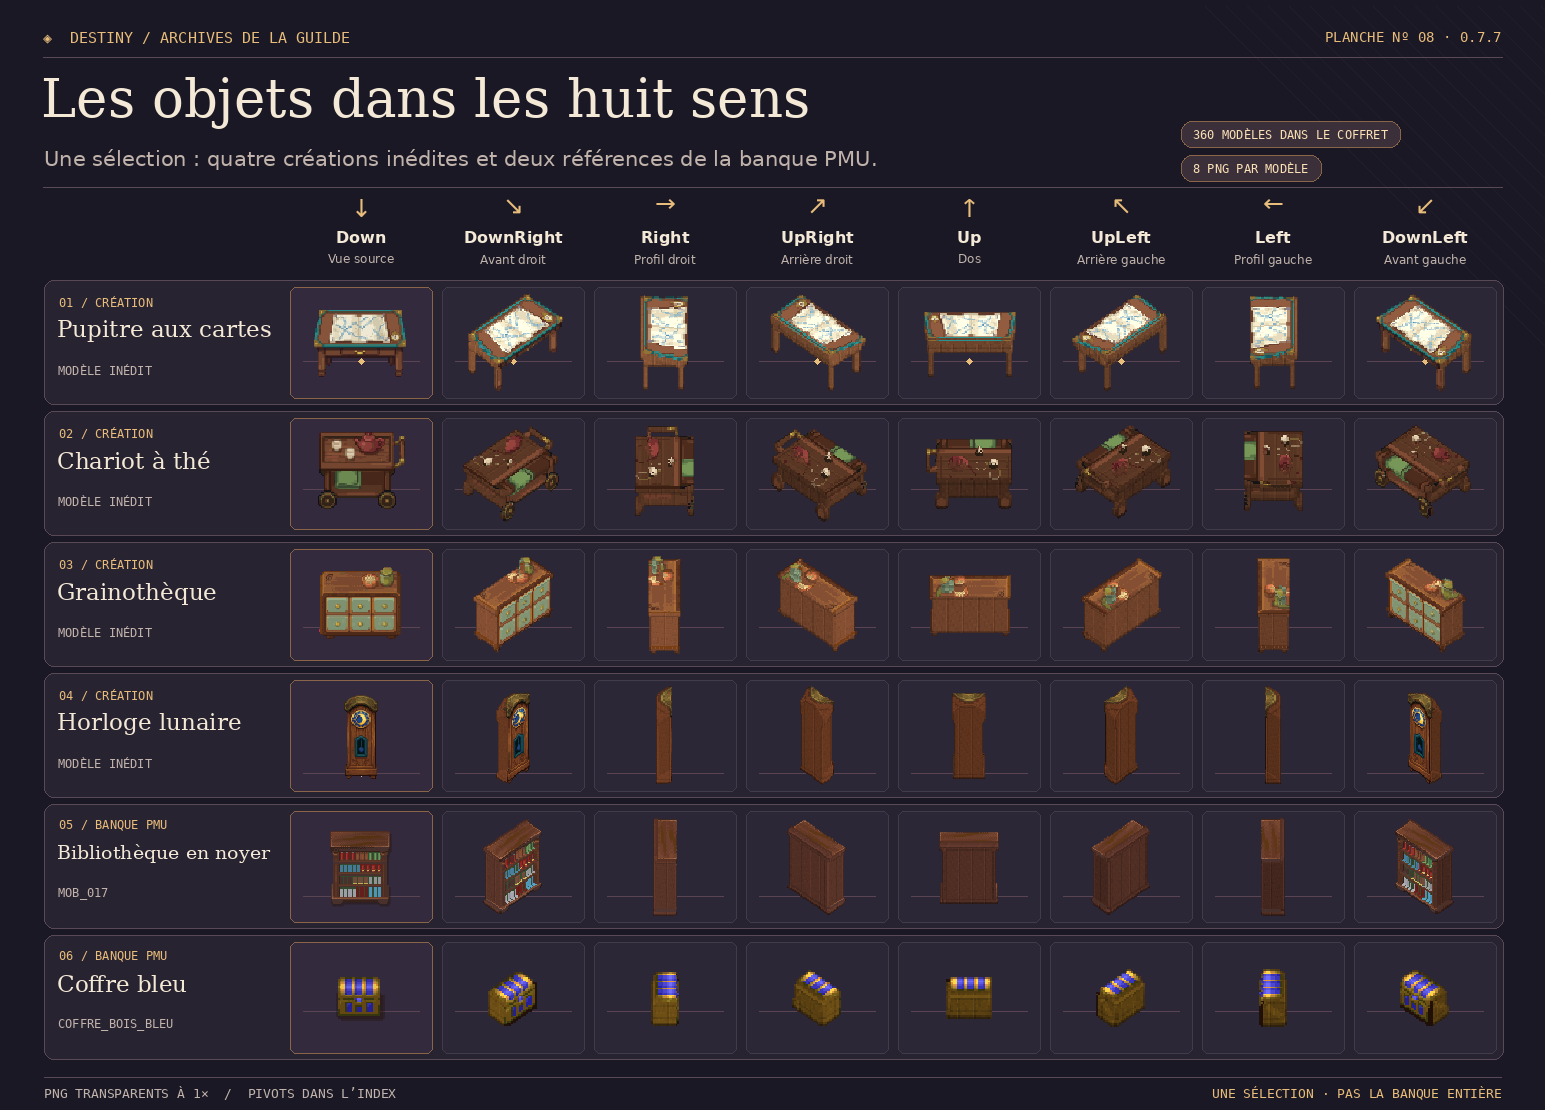 ◈ DESTINY / ARCHIVES DE LA GUILDE
PLANCHE Nº 08 · 0.7.7
Les objets dans les huit sens
Une sélection : quatre créations inédites et deux références de la banque PMU.
360 MODÈLES DANS LE COFFRET
8 PNG PAR MODÈLE
↓ ↘ → ↗ ↑ ↖ ← ↙
Down DownRight Right UpRight Up UpLeft Left DownLeft
Vue source Avant droit Profil droit Arrière droit Dos Arrière gauche Profil gauche Avant gauche
01 / CRÉATION
Pupitre aux cartes
MODÈLE INÉDIT
02 / CRÉATION
Chariot à thé
MODÈLE INÉDIT
03 / CRÉATION
Grainothèque
MODÈLE INÉDIT
04 / CRÉATION
Horloge lunaire
MODÈLE INÉDIT
05 / BANQUE PMU
Bibliothèque en noyer
MOB_017
06 / BANQUE PMU
Coffre bleu
COFFRE_BOIS_BLEU
PNG TRANSPARENTS À 1× / PIVOTS DANS L’INDEX
UNE SÉLECTION · PAS LA BANQUE ENTIÈRE